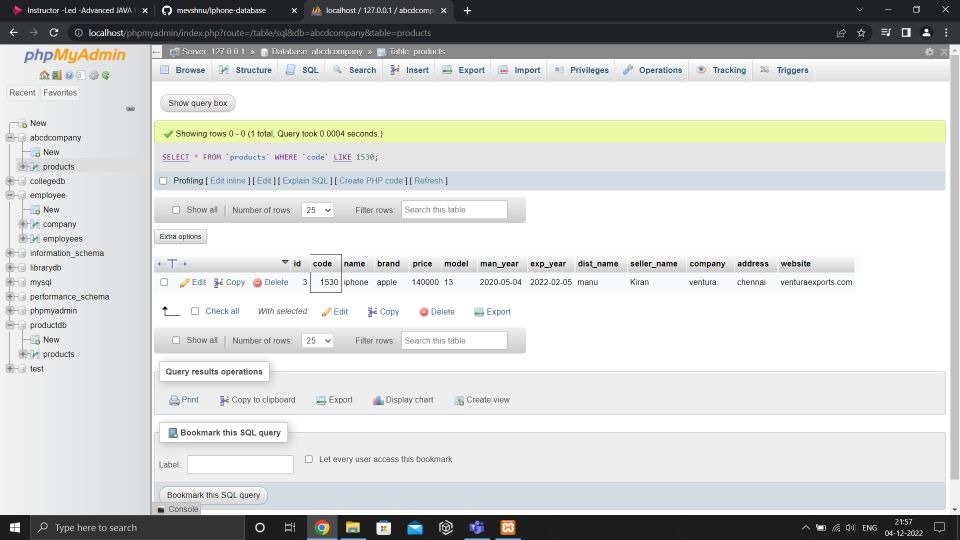 Instructor -Led -Advanced JAVA
mevshnu/Iphone-database
localhost / 127.0.0.1 / abcdcomp
localhost/phpmyadmin/index.php?route=/table/sql&db=abcdcompany&table=products
phpMyAdmin
Recent Favorites
New
abcdcompany
New
products
collegedb
employee
New
company
employees
information_schema
librarydb
mysql
performance_schema
phpmyadmin
productdb
New
products
test
Server: 127.0.0.1 » Database: abcdcompany » Table: products
Browse Structure SQL Search Insert Export Import Privileges Operations Tracking Triggers
Show query box
Showing rows 0 - 0 (1 total, Query took 0.0004 seconds.)
SELECT * FROM `products` WHERE `code` LIKE 1530;
Profiling [ Edit inline ] [ Edit ] [ Explain SQL ] [ Create PHP code ] [ Refresh ]
Show all Number of rows: 25 Filter rows: Search this table
Extra options
id code name brand price model man_year exp_year dist_name seller_name company address website
Edit Copy Delete 3 1530 iphone apple 140000 13 2020-05-04 2022-02-05 manu Kiran ventura chennai venturaexports.com
Check all With selected: Edit Copy Delete Export
Show all Number of rows: 25 Filter rows: Search this table
Query results operations
Print Copy to clipboard Export Display chart Create view
Bookmark this SQL query
Label: Let every user access this bookmark
Bookmark this SQL query
Console
Type here to search
ENG
21:57
04-12-2022